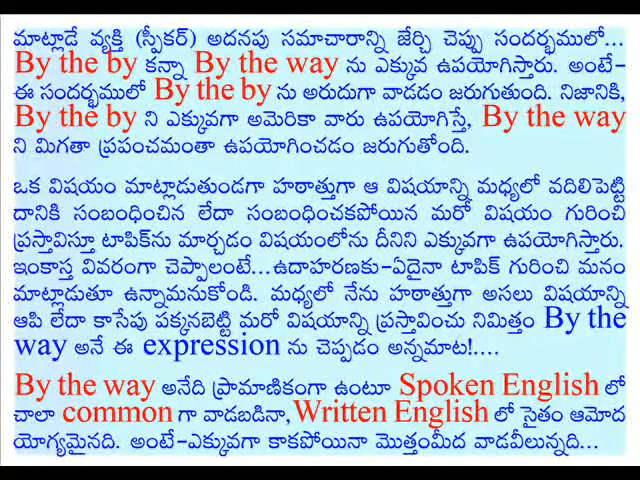 మాట్లాడే వ్యక్తి (స్పీకర్) అదనపు సమాచారాన్ని జేర్చి చెప్పు సందర్భములో...
By the by కన్నా By the way ను ఎక్కువ ఉపయోగిస్తారు. అంటే-
ఈ సందర్భములో By the by ను అరుదుగా వాడడం జరుగుతుంది. నిజానికి,
By the by ని ఎక్కువగా అమెరికా వారు ఉపయోగిస్తే, By the way
ని మిగతా ప్రపంచమంతా ఉపయోగించడం జరుగుతోంది.
ఒక విషయం మాట్లాడుతుండగా హఠాత్తుగా ఆ విషయాన్ని మధ్యలో వదిలిపెట్టి
దానికి సంబంధించిన లేదా సంబంధించకపోయిన మరో విషయం గురించి
ప్రస్తావిస్తూ టాపిక్‌ను మార్చడం విషయంలోను దీనిని ఎక్కువగా ఉపయోగిస్తారు.
ఇంకాస్త వివరంగా చెప్పాలంటే...ఉదాహరణకు-ఏదైనా టాపిక్ గురించి మనం
మాట్లాడుతూ ఉన్నామనుకోండి. మధ్యలో నేను హఠాత్తుగా అసలు విషయాన్ని
ఆపి లేదా కాసేపు పక్కనబెట్టి మరో విషయాన్ని ప్రస్తావించు నిమిత్తం By the
way అనే ఈ expression ను చెప్పడం అన్నమాట!....
By the way అనేది ప్రామాణికంగా ఉంటూ Spoken English లో
చాలా common గా వాడబడినా, Written English లో సైతం ఆమోద
యోగ్యమైనది. అంటే-ఎక్కువగా కాకపోయినా మొత్తంమీద వాడవీలున్నది...